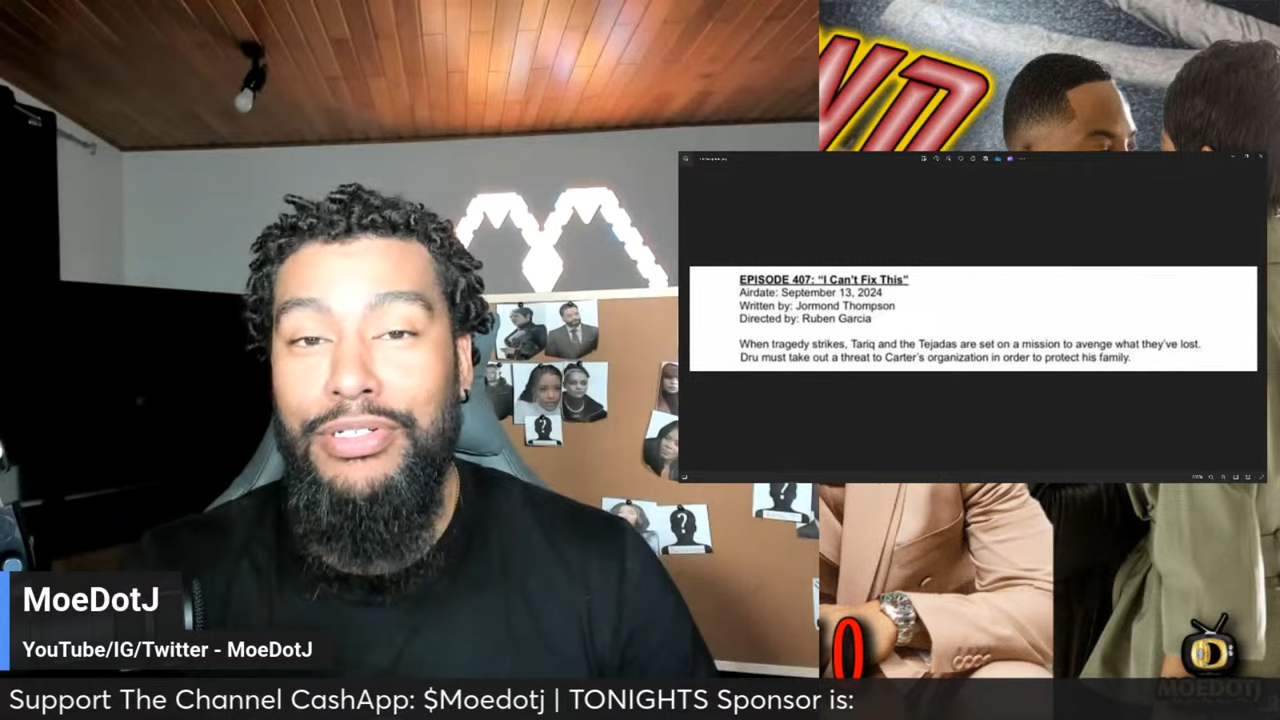 ND
EPISODE 407: “I Can’t Fix This”
Airdate: September 13, 2024
Written by: Jormond Thompson
Directed by: Ruben Garcia
When tragedy strikes, Tariq and the Tejadas are set on a mission to avenge what they’ve lost.
Dru must take out a threat to Carter’s organization in order to protect his family.
?
?
?
MoeDotJ
YouTube/IG/Twitter - MoeDotJ
0
MOEDOTJ
Support The Channel CashApp: $Moedotj | TONIGHTS Sponsor is: